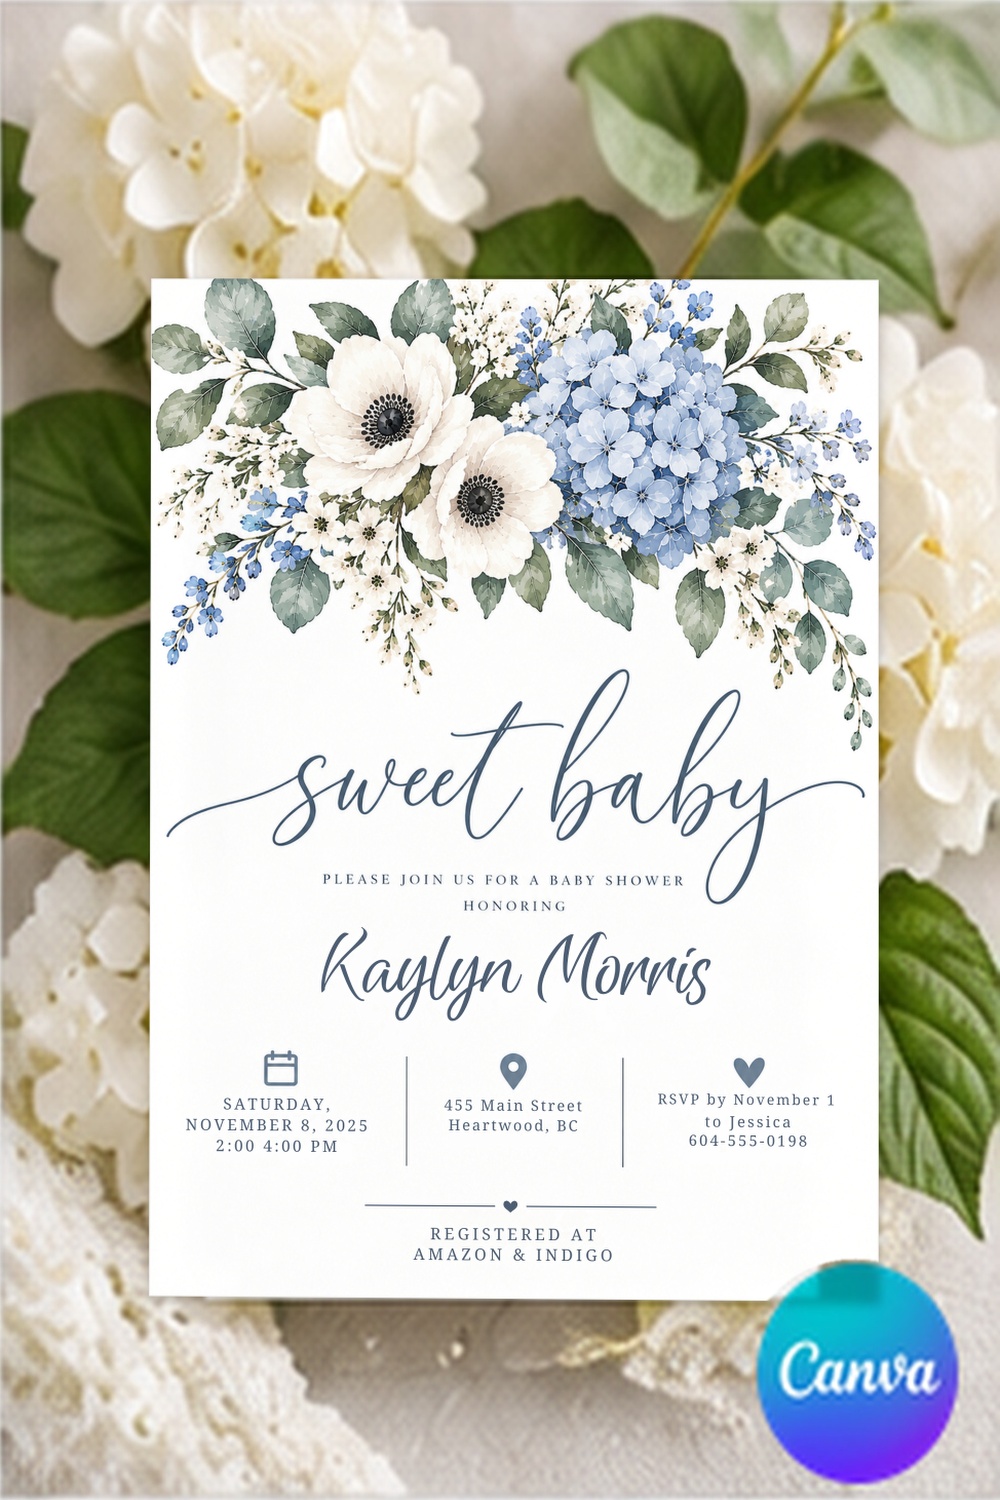 sweet baby
PLEASE JOIN US FOR A BABY SHOWER
HONORING
Kaylyn Morris
SATURDAY,
NOVEMBER 8, 2025
2:00 4:00 PM
455 Main Street
Heartwood, BC
RSVP by November 1
to Jessica
604-555-0198
REGISTERED AT
AMAZON & INDIGO
Canva